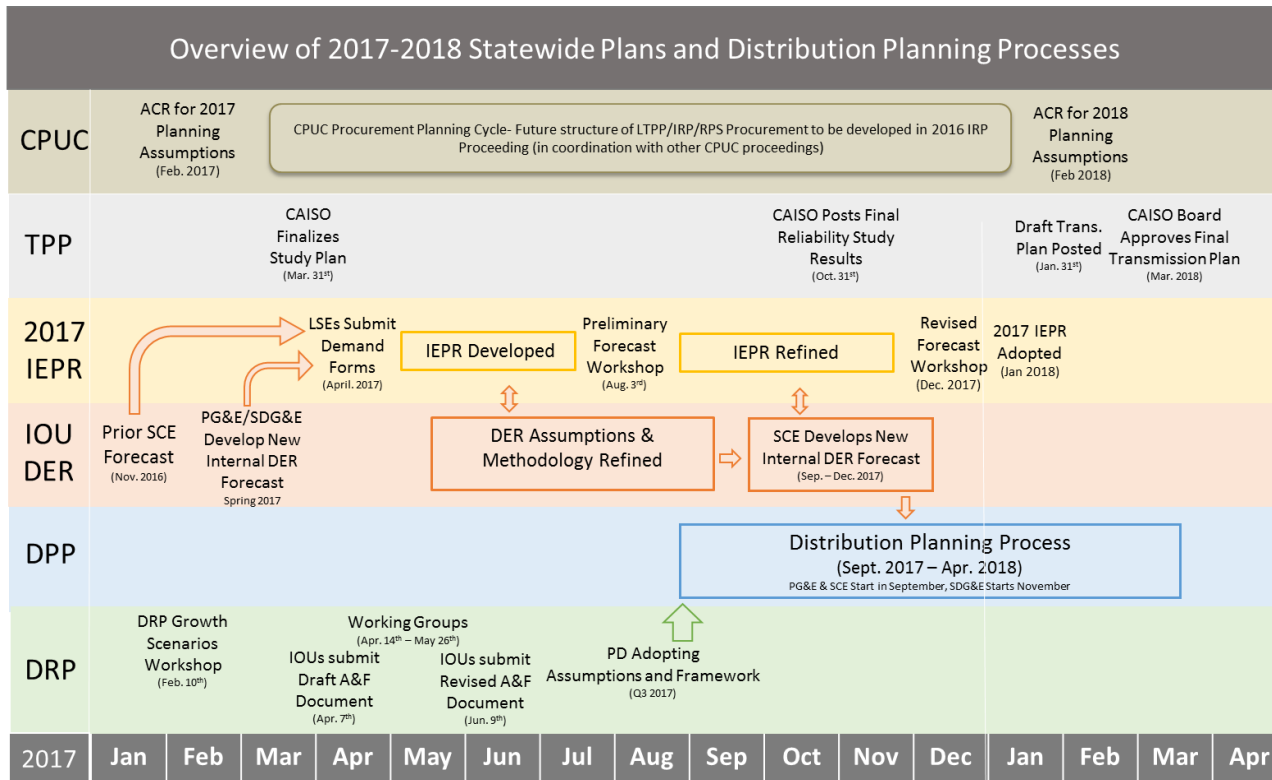 Overview of 2017-2018 Statewide Plans and Distribution Planning Processes
CPUC
ACR for 2017
Planning
Assumptions
(Feb. 2017)
CPUC Procurement Planning Cycle- Future structure of LTPP/IRP/RPS Procurement to be developed in 2016 IRP
Proceeding (in coordination with other CPUC proceedings)
ACR for 2018
Planning
Assumptions
(Feb 2018)
TPP
CAISO
Finalizes
Study Plan
(Mar. 31st)
CAISO Posts Final
Reliability Study
Results
(Oct. 31st)
Draft Trans.
Plan Posted
(Jan. 31st)
CAISO Board
Approves Final
Transmission Plan
(Mar. 2018)
2017
IEPR
LSEs Submit
Demand
Forms
(April. 2017)
IEPR Developed
Preliminary
Forecast
Workshop
(Aug. 3rd)
IEPR Refined
Revised
Forecast
Workshop
(Dec. 2017)
2017 IEPR
Adopted
(Jan 2018)
IOU
DER
Prior SCE
Forecast
(Nov. 2016)
PG&E/SDG&E
Develop New
Internal DER
Forecast
Spring 2017
DER Assumptions &
Methodology Refined
SCE Develops New
Internal DER Forecast
(Sep. – Dec. 2017)
DPP
Distribution Planning Process
(Sept. 2017 – Apr. 2018)
PG&E & SCE Start in September, SDG&E Starts November
DRP
DRP Growth
Scenarios
Workshop
(Feb. 10th)
Working Groups
(Apr. 14th – May 26th)
IOUs submit
Draft A&F
Document
(Apr. 7th)
IOUs submit
Revised A&F
Document
(Jun. 9th)
PD Adopting
Assumptions and Framework
(Q3 2017)
2017 Jan Feb Mar Apr May Jun Jul Aug Sep Oct Nov Dec Jan Feb Mar Apr